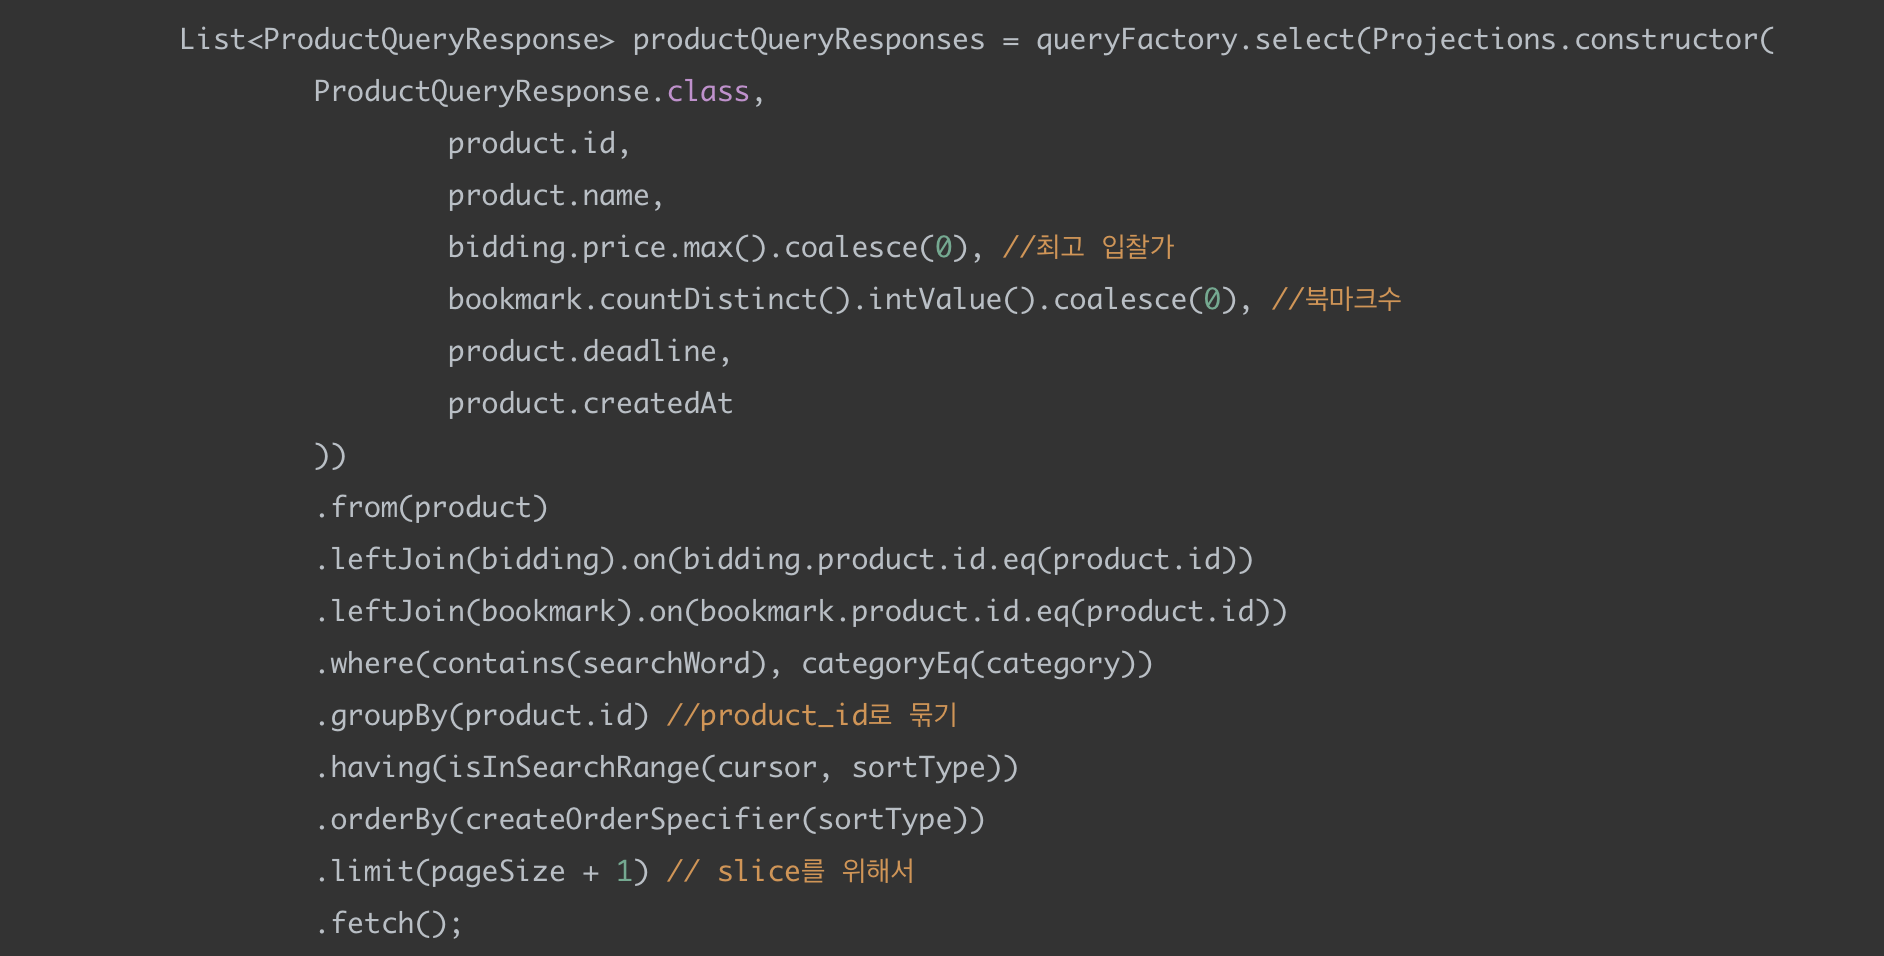 List<ProductQueryResponse> productQueryResponses = queryFactory.select(Projections.constructor(
ProductQueryResponse.class,
product.id,
product.name,
bidding.price.max().coalesce(0), //최고 입찰가
bookmark.countDistinct().intValue().coalesce(0), //북마크수
product.deadline,
product.createdAt
))
.from(product)
.leftJoin(bidding).on(bidding.product.id.eq(product.id))
.leftJoin(bookmark).on(bookmark.product.id.eq(product.id))
.where(contains(searchWord), categoryEq(category))
.groupBy(product.id) //product_id로 묶기
.having(isInSearchRange(cursor, sortType))
.orderBy(createOrderSpecifier(sortType))
.limit(pageSize + 1) // slice를 위해서
.fetch();